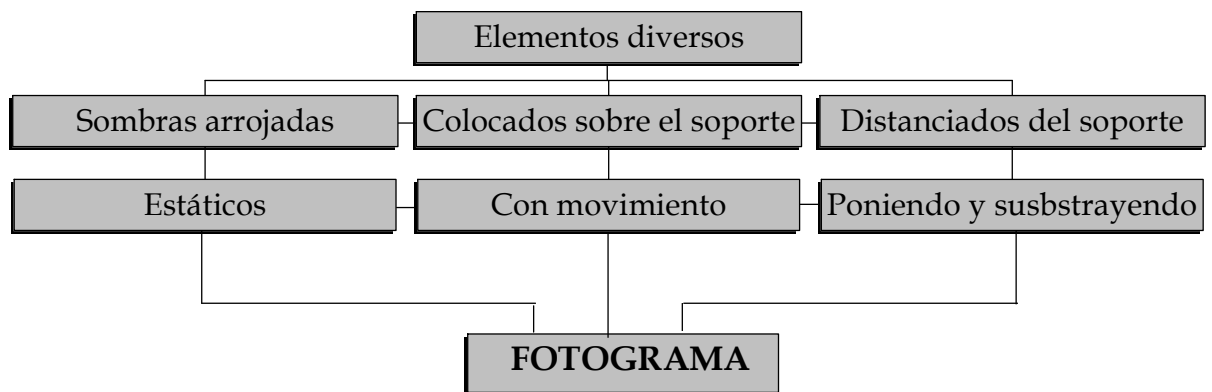 Elementos diversos
Sombras arrojadas
Colocados sobre el soporte
Distanciados del soporte
Estáticos
Con movimiento
Poniendo y susbstrayendo
FOTOGRAMA